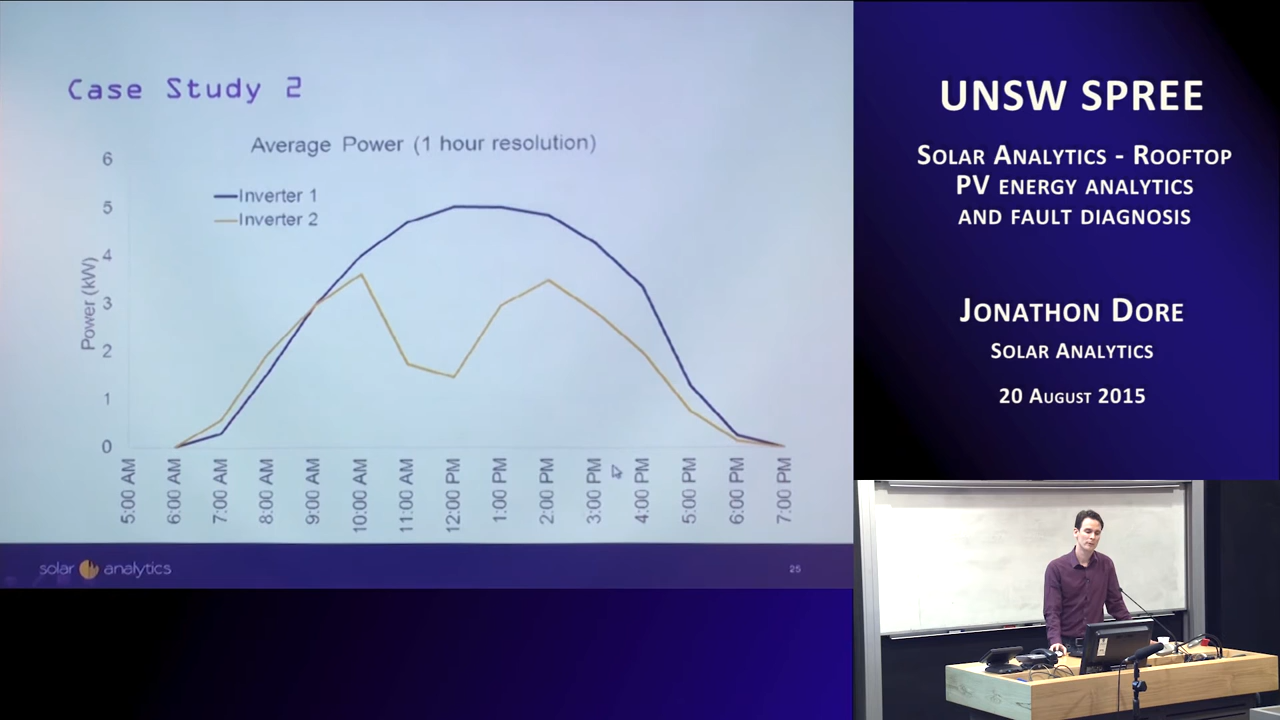 Case Study 2
Average Power (1 hour resolution)
Inverter 1
Inverter 2
Power (kW)
6
5
4
3
2
1
0
5:00 AM
6:00 AM
7:00 AM
8:00 AM
9:00 AM
10:00 AM
11:00 AM
12:00 PM
1:00 PM
2:00 PM
3:00 PM
4:00 PM
5:00 PM
6:00 PM
7:00 PM
solar analytics
25
UNSW SPREE
SOLAR ANALYTICS - ROOFTOP
PV ENERGY ANALYTICS
AND FAULT DIAGNOSIS
JONATHON DORE
SOLAR ANALYTICS
20 AUGUST 2015